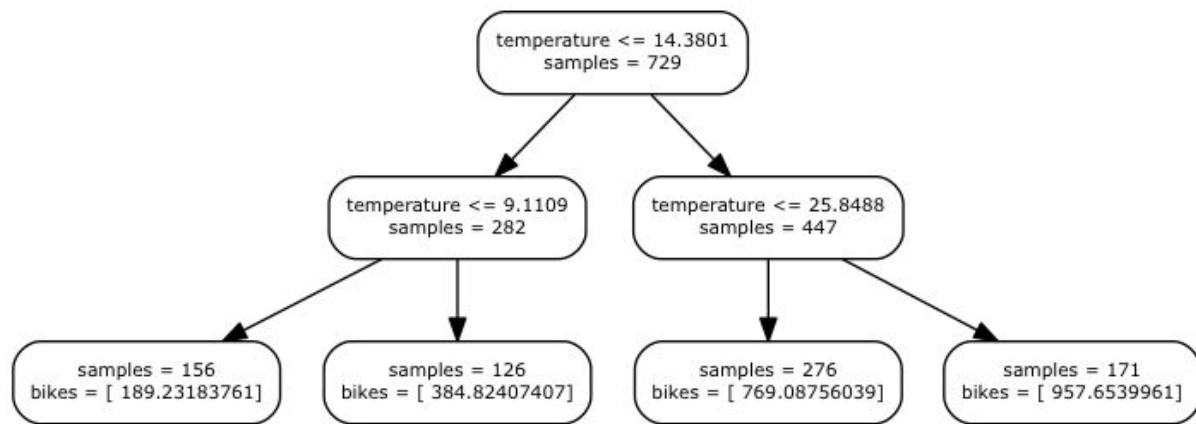 temperature <= 14.3801
samples = 729
temperature <= 9.1109
samples = 282
temperature <= 25.8488
samples = 447
samples = 156
bikes = [ 189.23183761]
samples = 126
bikes = [ 384.82407407]
samples = 276
bikes = [ 769.08756039]
samples = 171
bikes = [ 957.6539961]